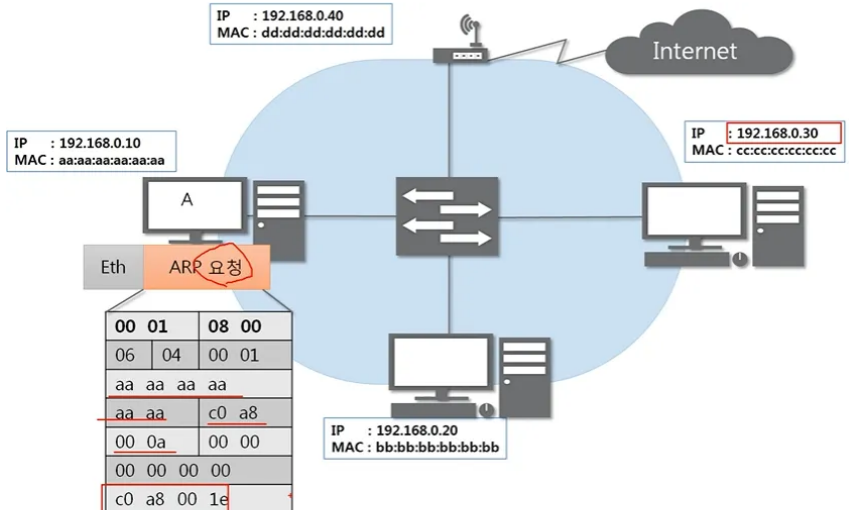 IP : 192.168.0.40
MAC : dd:dd:dd:dd:dd:dd
Internet
IP : 192.168.0.10
MAC : aa:aa:aa:aa:aa:aa
IP : 192.168.0.30
MAC : cc:cc:cc:cc:cc:cc
A
Eth ARP 요청
00 01 08 00
06 04 00 01
aa aa aa aa
aa aa c0 a8
00 0a 00 00
00 00 00 00
c0 a8 00 1e
IP : 192.168.0.20
MAC : bb:bb:bb:bb:bb:bb